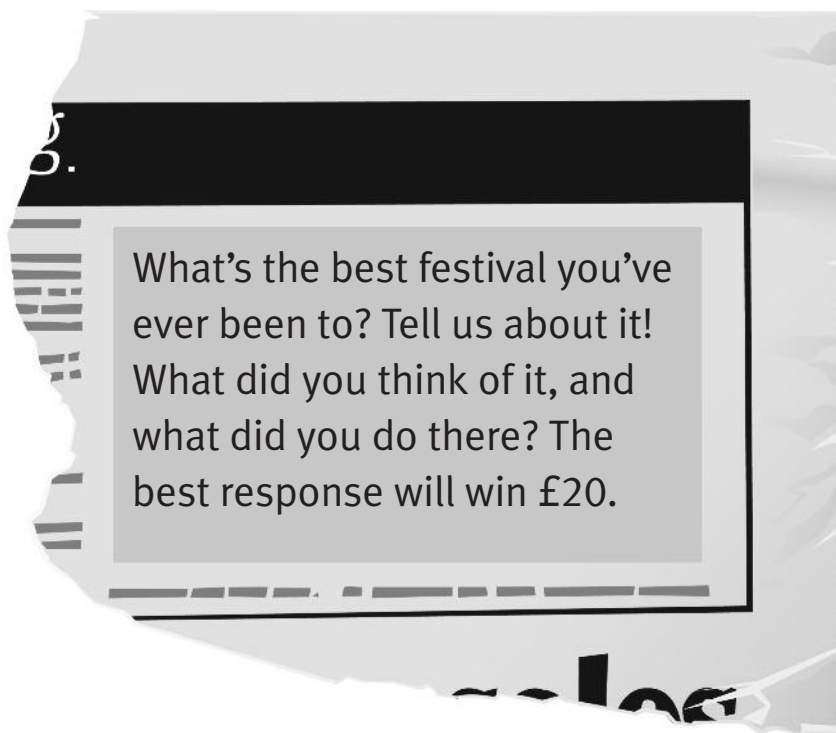 g.
What’s the best festival you’ve
ever been to? Tell us about it!
What did you think of it, and
what did you do there? The
best response will win £20.